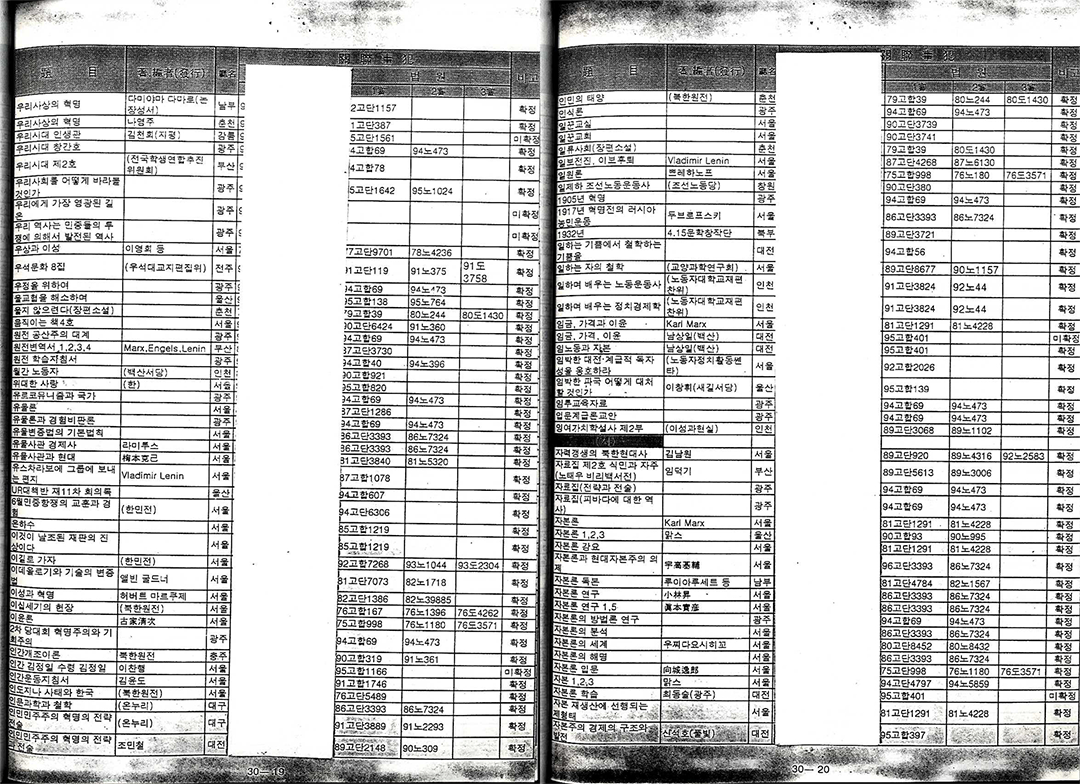 題 目 著述者(發行) 廳名 關聯事犯 비고
법원
1심 2심 3심
우리사상의 혁명 다미야마 다마로(논장성서) 남부 2고단1157 확정
우리사상의 혁명 나영주 춘천 1고단387 확정
우리시대 인생관 김천희(지평) 강릉 5고단1561 미확정
우리시대 창간호 광주 4고합69 94노473 확정
우리시대 제2호 (전국학생연합추진위원회) 부산 4고합78 확정
우리사회를 어떻게 바라볼 것인가 광주 5고단1642 95노1024 확정
우리에게 가장 영광된 길은 광주 미확정
우리 역사는 민중들의 투쟁에 의해서 발전된 역사 광주 미확정
우상과 이성 이영희 등 서울 77고단9701 78노4236 확정
우석문화 8집 (우석대교지편집위) 전주 91고단119 91노375 91도3758 확정
우정을 위하여 광주 94고합69 94노473 확정
울교협을 해소하며 울산 95고합138 95노764 확정
울지 않으련다(장편소설) 춘천 79고합39 80노244 80도1430 확정
움직이는 책4호 서울 90고단6424 91노360 확정
원전 공산주의 대계 광주 94고합69 94노473 확정
원전변역서 1,2,3,4 Marx,Engels,Lenin 부산 87고단3730 확정
원전 학습지침서 광주 94고합40 94노396 확정
월간 노동자 (백산서당) 인천 90고합921 확정
위대한 사랑 (한) 서울 95고합820 확정
유르코뮤니즘과 국가 광주 94고합69 94노473 확정
유물론 서울 87고단1286 확정
유물론과 경험비판론 광주 94고합69 94노473 확정
유물변증법의 기본법칙 서울 86고단3393 86노7324 확정
유물사관 경제사 라미투스 서울 86고단3393 86노7324 확정
유물사관과 현대 梅本克己 서울 81고단3840 81노5320 확정
유스차라보에 그룹에 보내는 편지 Vladimir Lenin 서울 87고합1078 확정
UR대책반 제11차 회의록 울산 94고합607 확정
6월민중항쟁의 교훈과 경험 (한민전) 서울 94고단6306 확정
은하수 서울 85고합1219 확정
이것이 날조된 재판의 진상이다 서울 85고합1219 확정
이길로 가자 (한민전) 서울 92고합7268 93노1044 93도2304 확정
이데올로기와 기술의 변증법 앨빈 굴드너 서울 81고단7073 82노1718 확정
이성과 혁명 허버트 마르쿠제 서울 82고단1386 82노39885 확정
이십세기의 헌장 (북한원전) 서울 76고합167 76노1396 76도4262 확정
이윤론 古家演次 서울 75고합998 76노1180 76도3571 확정
2차 당대회 혁명주의와 기회주의 광주 94고합69 94노473 확정
인간개조이론 북한원전 충주 90고합319 91노361 확정
인간 김정일 수령 김정일 이찬행 서울 95고합1166 미확정
인간운동지침서 김윤도 서울 91고합1746 확정
인도지나 사태와 한국 (북한원전) 서울 76고단5489 확정
인문과학과 철학 (온누리) 대구 86고단3393 86노7324 확정
인민민주주의 혁명의 전략전술 (온누리) 대구 91고단3889 91노2293 확정
인민민주주의 혁명의 전략과 전술 조민철 대전 89고단2148 90노309 확정
30―19
題 目 著述者(發行) 廳名 關聯事犯 비고
법원
1심 2심 3심
인민의 태양 (북한원전) 춘천 79고합39 80노244 80도1430 확정
인식론 광주 94고합69 94노473 확정
일꾼교실 서울 90고단3739 확정
일꾼교회 서울 90고단3741 확정
일류사회(장편소설) 춘천 79고합39 80도1430 확정
일보전진, 이보후퇴 Vladimir Lenin 서울 87고단4268 87노6130 확정
일원론 쁘레하노프 서울 75고합998 76노180 76도3571 확정
일제하 조선노동운동사 (조선노동당) 창원 90고단380 확정
1905년 혁명 광주 94고합69 94노473 확정
1917년 혁명전의 러시아 농민운동 두브로프스키 서울 86고단3393 86노7324 확정
1932년 4.15문학창작단 북부 89고단3721 확정
일하는 기쁨에서 철학하는 기쁨을 대전 94고합56 확정
일하는 자의 철학 (교양과학연구회) 서울 89고단8677 90노1157 확정
일하며 배우는 노동운동사 (노동자대학교재편찬위) 인천 91고단3824 92노44 확정
일하며 배우는 정치경제학 (노동자대학교재편찬위) 인천 91고단3824 92노44 확정
임금, 가격과 이윤 Karl Marx 서울 81고단1291 81노4228 확정
임금, 가격, 이윤 남상일(백산) 대전 95고합401 미확정
임노동과 자본 남상일(백산) 대전 95고합401 확정
임박한 대전·계급적 독자성을 옹호하라 (노동자정치활동쎈타) 서울 92고합2026 확정
임박한 파국 어떻게 대처할 것인가 이창휘(새길서당) 울산 95고합139 확정
임투교육자료 광주 94고합69 94노473 확정
입문계급론교안 광주 94고합69 94노473 확정
잉여가치학설사 제2부 (이성과현실) 인천 89고단3068 89노1102 확정
자력갱생의 북한현대사 김남원 서울 89고단920 89노4316 92노2583 확정
자료집 제2호 식민과 자주(노태우 비리백서전) 임덕기 부산 89고단5613 89노3006 확정
자료집(전략과 전술) 광주 94고합69 94노473 확정
자료집(피바다에 대한 역사) 광주 94고합69 94노473 확정
자본론 Karl Marx 서울 81고단1291 81노4228 확정
자본론 1,2,3 맑스 울산 90고합93 90노995 확정
자본론 강요 서울 81고단1291 81노4228 확정
자본론과 현대자본주의 의제 宇高基輔 서울 96고단3393 86노7324 확정
자본론 독본 루이아루세트 등 남부 81고단4784 82노1567 확정
자본론 연구 小林昇 서울 86고단3393 86노7324 확정
자본론 연구 1,5 眞本實彦 서울 86고단3393 86노7324 확정
자본론의 방법론 연구 광주 94고합69 94노473 확정
자본론의 분석 서울 86고단3393 86노7324 확정
자본론의 세계 우찌다요시히꼬 서울 80고단8452 80노8432 확정
자본론의 해명 서울 86고단3393 86노7324 확정
자본론 입문 向城逸郎 서울 75고합998 76노1180 76도3571 확정
자본 1,2,3 맑스 서울 94고단4797 94노5859 확정
자본론 학습 최동술(광주) 대전 95고합401 미확정
자본 재생산에 선행되는 제형태 서울 81고단1291 81노4228 확정
자본주의 경제의 구조와 발전 신석호(풀빛) 대전 95고합397 확정
30―20